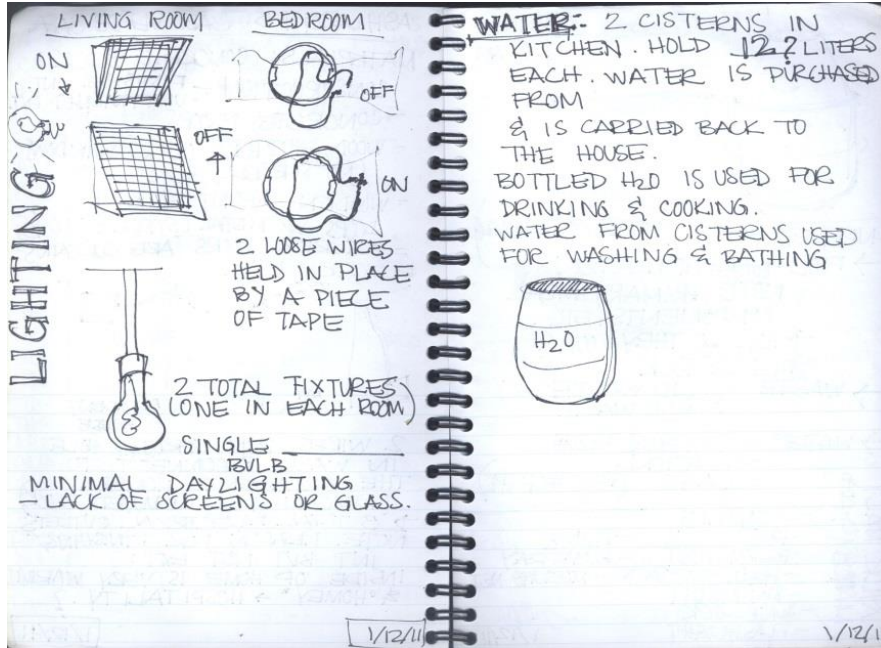 LIVING ROOM
BEDROOM
ON
OFF
OFF
ON
LIGHTING
2 LOOSE WIRES
HELD IN PLACE
BY A PIECE
OF TAPE
2 TOTAL FIXTURES
(ONE IN EACH ROOM)
SINGLE
BULB
MINIMAL DAYLIGHTING
LACK OF SCREENS OR GLASS.
1/12/11
WATER: 2 CISTERNS IN
KITCHEN. HOLD 12? LITERS
EACH. WATER IS PURCHASED
FROM
& IS CARRIED BACK TO
THE HOUSE.
BOTTLED H2O IS USED FOR
DRINKING & COOKING.
WATER FROM CISTERNS USED
FOR WASHING & BATHING
H2O
1/12/1